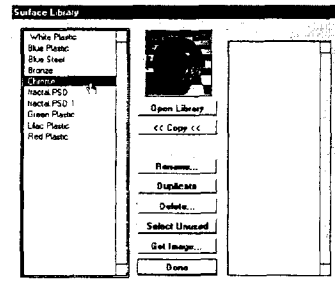 Surface Library
White Plastic
Blue Plastic
Blue Steel
Bronze
Chrome
fractal.PSD
fractal.PSD 1
Green Plastic
Lilac Plastic
Red Plastic
Open Library
<< Copy <<
Rename...
Duplicate
Delete...
Select Unused
Get Image...
Done